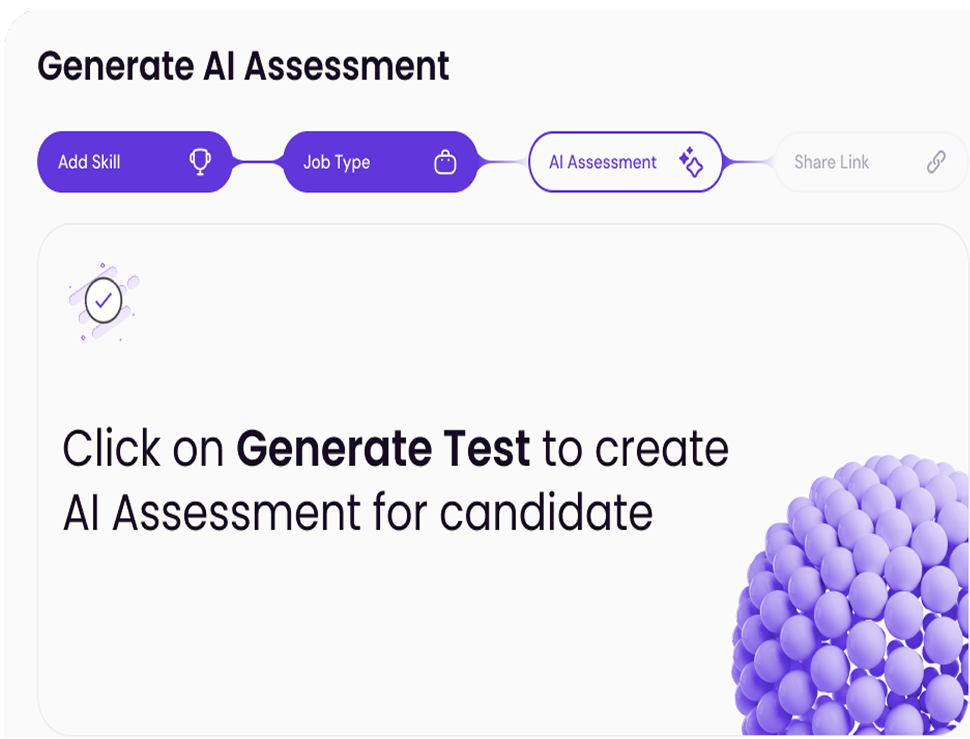 Generate AI Assessment
Add Skill
Job Type
AI Assessment
Share Link
Click on Generate Test to create
AI Assessment for candidate